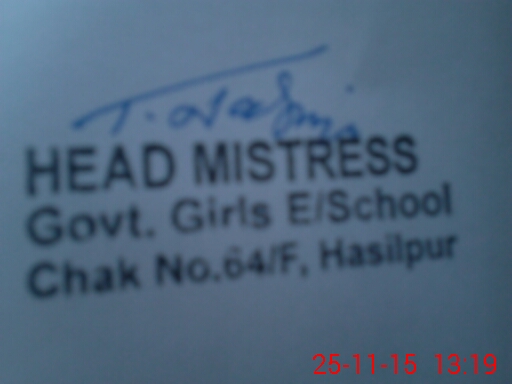 HEAD MISTRESS
Govt. Girls E/School
Chak No.64/F, Hasilpur
25-11-15 13:19